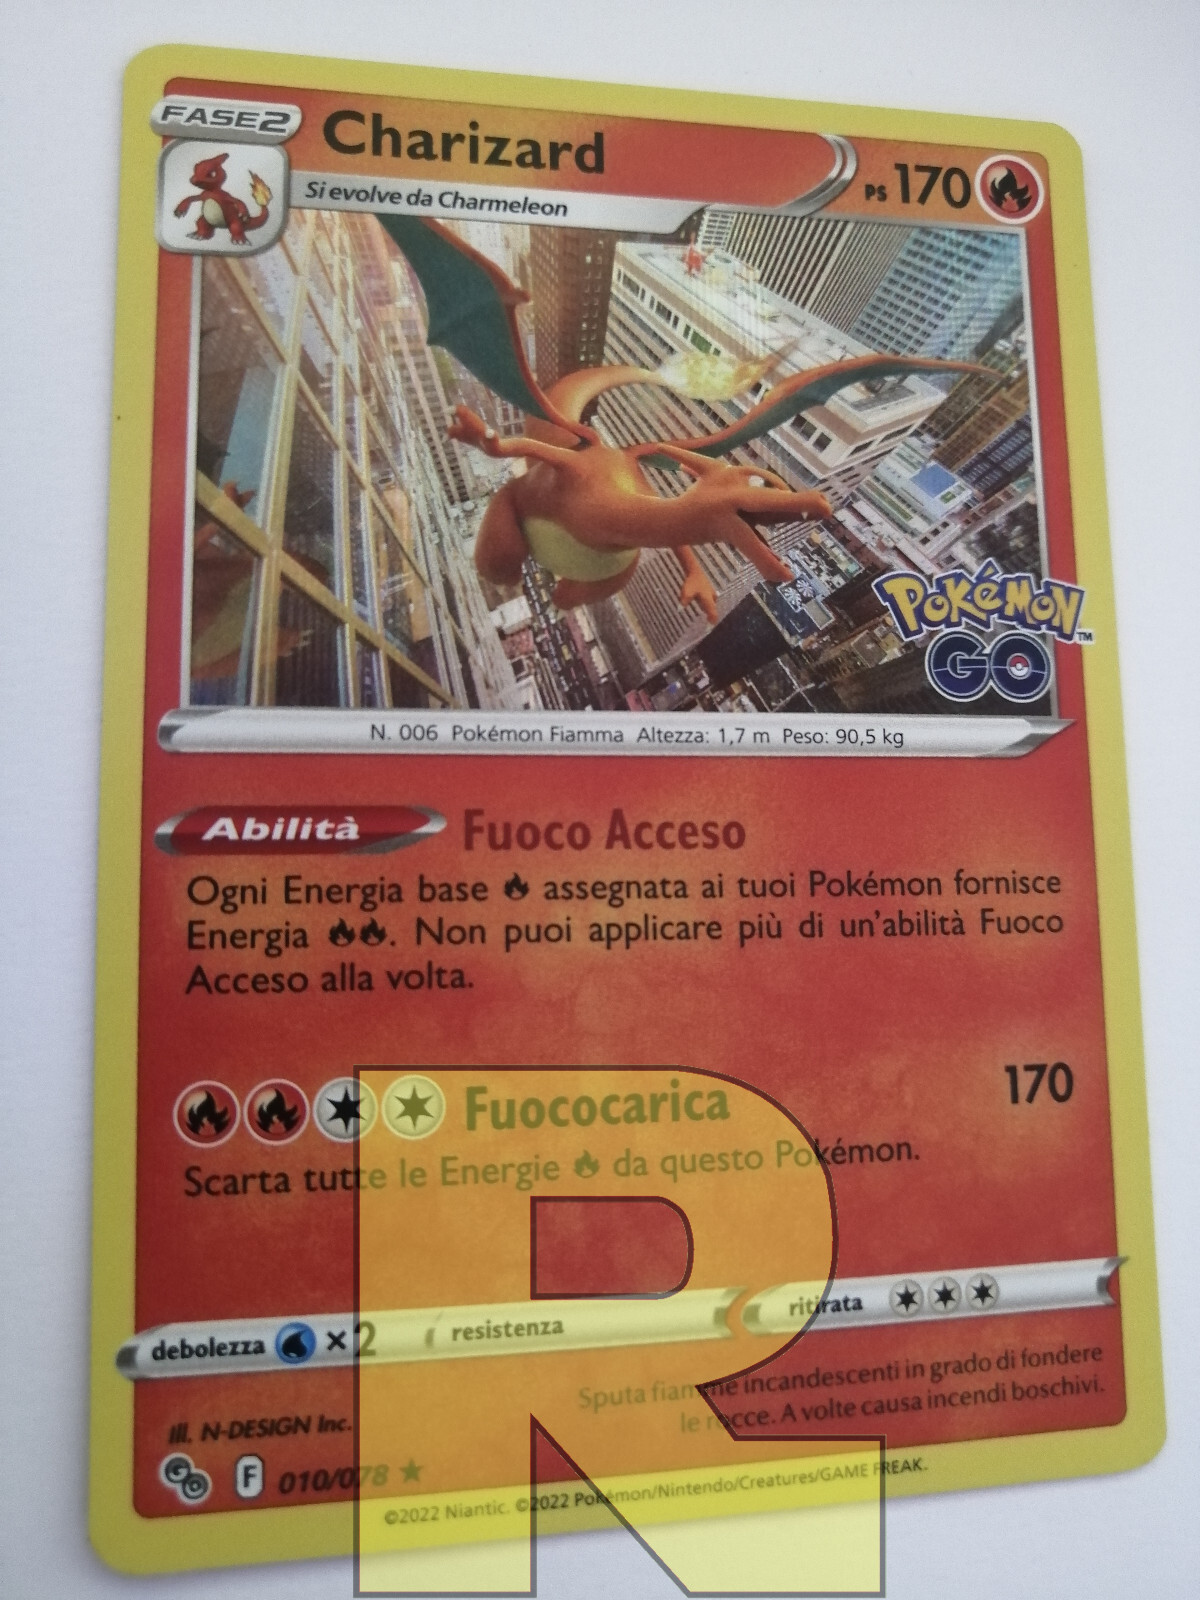 FASE2
Charizard
PS 170
Si evolve da Charmeleon
POKéMON
GO
TM
N. 006 Pokémon Fiamma Altezza: 1,7 m Peso: 90,5 kg
Abilità Fuoco Acceso
Ogni Energia base assegnata ai tuoi Pokémon fornisce
Energia . Non puoi applicare più di un'abilità Fuoco
Acceso alla volta.
Fuococarica 170
Scarta tutte le Energie da questo Pokémon.
debolezza ×2 resistenza ritirata
Sputa fiamme incandescenti in grado di fondere
le rocce. A volte causa incendi boschivi.
Ill. N-DESIGN Inc.
GO F 010/078 ★
©2022 Niantic. ©2022 Pokémon/Nintendo/Creatures/GAME FREAK.
R